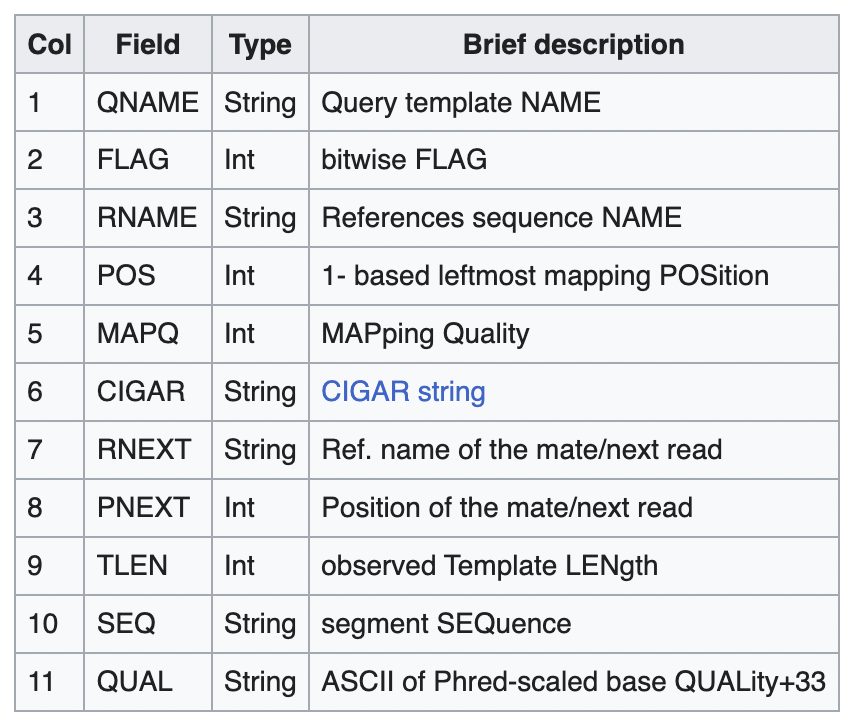 Col Field Type Brief description
1 QNAME String Query template NAME
2 FLAG Int bitwise FLAG
3 RNAME String References sequence NAME
4 POS Int 1- based leftmost mapping POSition
5 MAPQ Int MAPping Quality
6 CIGAR String CIGAR string
7 RNEXT String Ref. name of the mate/next read
8 PNEXT Int Position of the mate/next read
9 TLEN Int observed Template LENgth
10 SEQ String segment SEQuence
11 QUAL String ASCII of Phred-scaled base QUALity+33